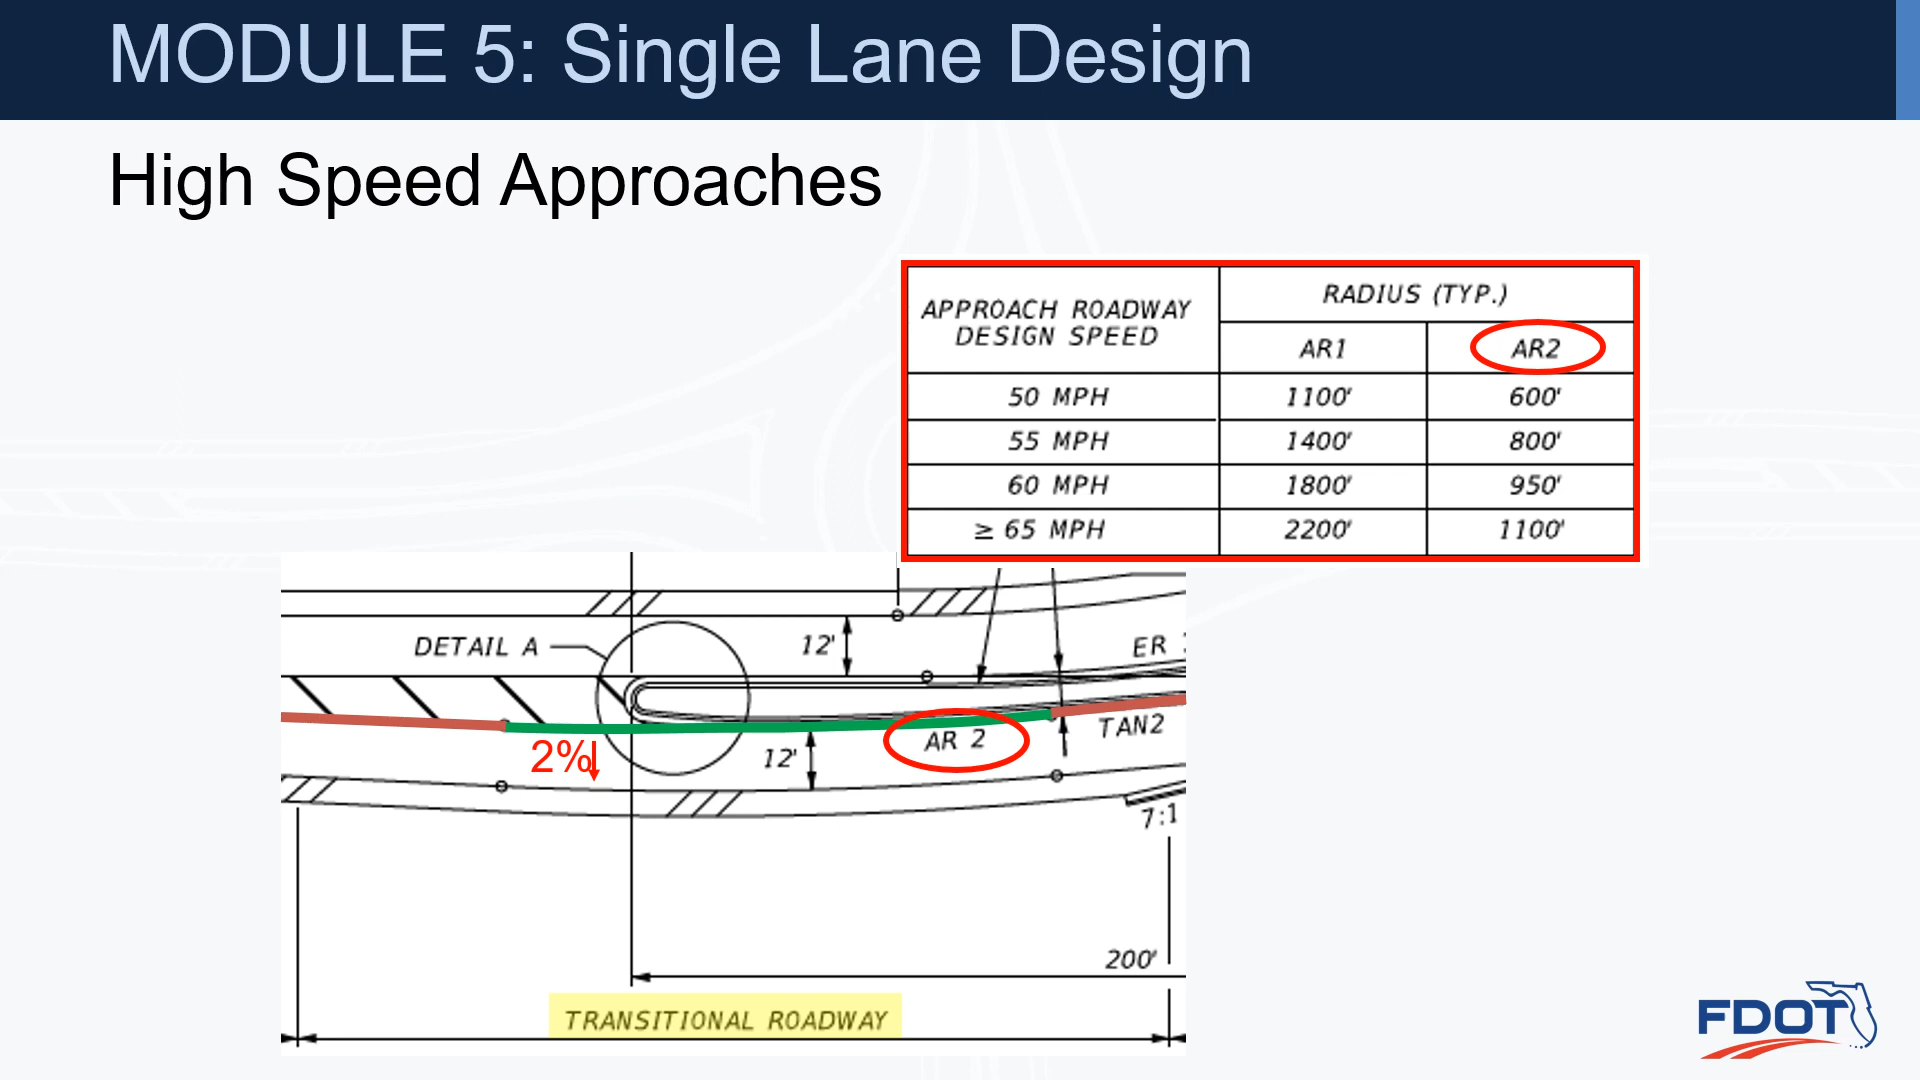 MODULE 5: Single Lane Design
High Speed Approaches
APPROACH ROADWAY
DESIGN SPEED
RADIUS (TYP.)
AR1
AR2
50 MPH 1100' 600'
55 MPH 1400' 800'
60 MPH 1800' 950'
≥ 65 MPH 2200' 1100'
DETAIL A
12'
ER
2%
12'
AR 2
TAN2
7:1
200'
TRANSITIONAL ROADWAY
FDOT